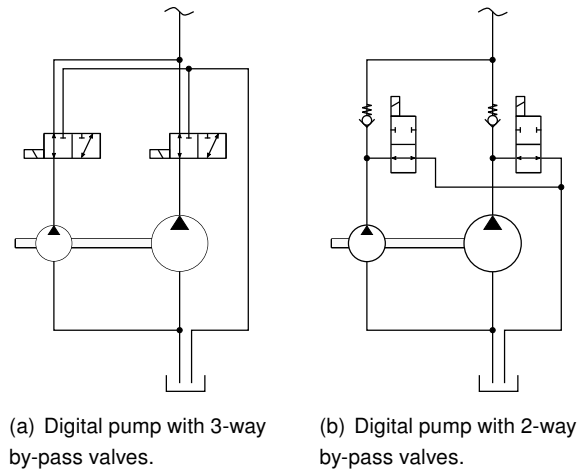 (a) Digital pump with 3-way
by-pass valves.
(b) Digital pump with 2-way
by-pass valves.